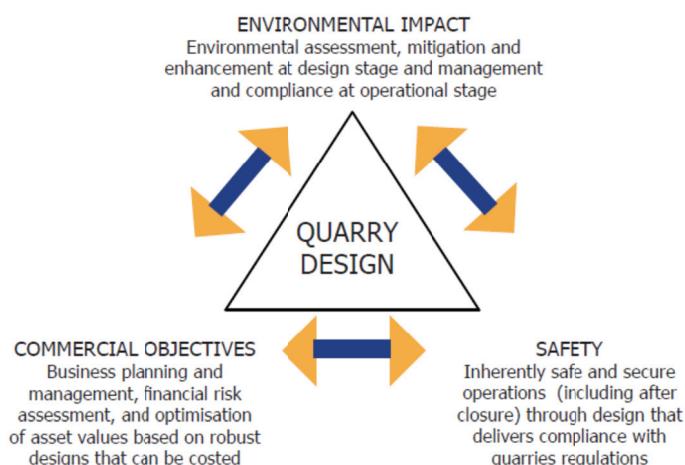 ENVIRONMENTAL IMPACT
Environmental assessment, mitigation and
enhancement at design stage and management
and compliance at operational stage
QUARRY
DESIGN
COMMERCIAL OBJECTIVES
Business planning and
management, financial risk
assessment, and optimisation
of asset values based on robust
designs that can be costed
SAFETY
Inherently safe and secure
operations (including after
closure) through design that
delivers compliance with
quarries regulations